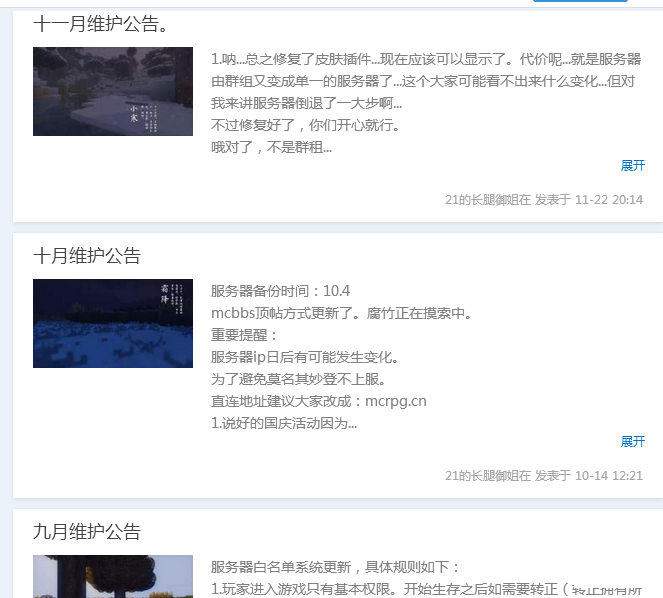 十一月维护公告。
小寒
1.呐...总之修复了皮肤插件...现在应该可以显示了。代价呢...就是服务器
由群组又变成单一的服务器了...这个大家可能看不出来什么变化...但对
我来讲服务器倒退了一大步啊...
不过修复好了，你们开心就行。
哦对了，不是群租...
展开
21的长腿御姐在 发表于 11-22 20:14
十月维护公告
霜降
服务器备份时间：10.4
mcbbs顶帖方式更新了。腐竹正在摸索中。
重要提醒：
服务器ip日后有可能发生变化。
为了避免莫名其妙登不上服。
直连地址建议大家改成：mcrpg.cn
1.说好的国庆活动因为...
展开
21的长腿御姐在 发表于 10-14 12:21
九月维护公告
服务器白名单系统更新，具体规则如下：
1.玩家进入游戏只有基本权限。开始生存之后如需要转正（转正拥有所